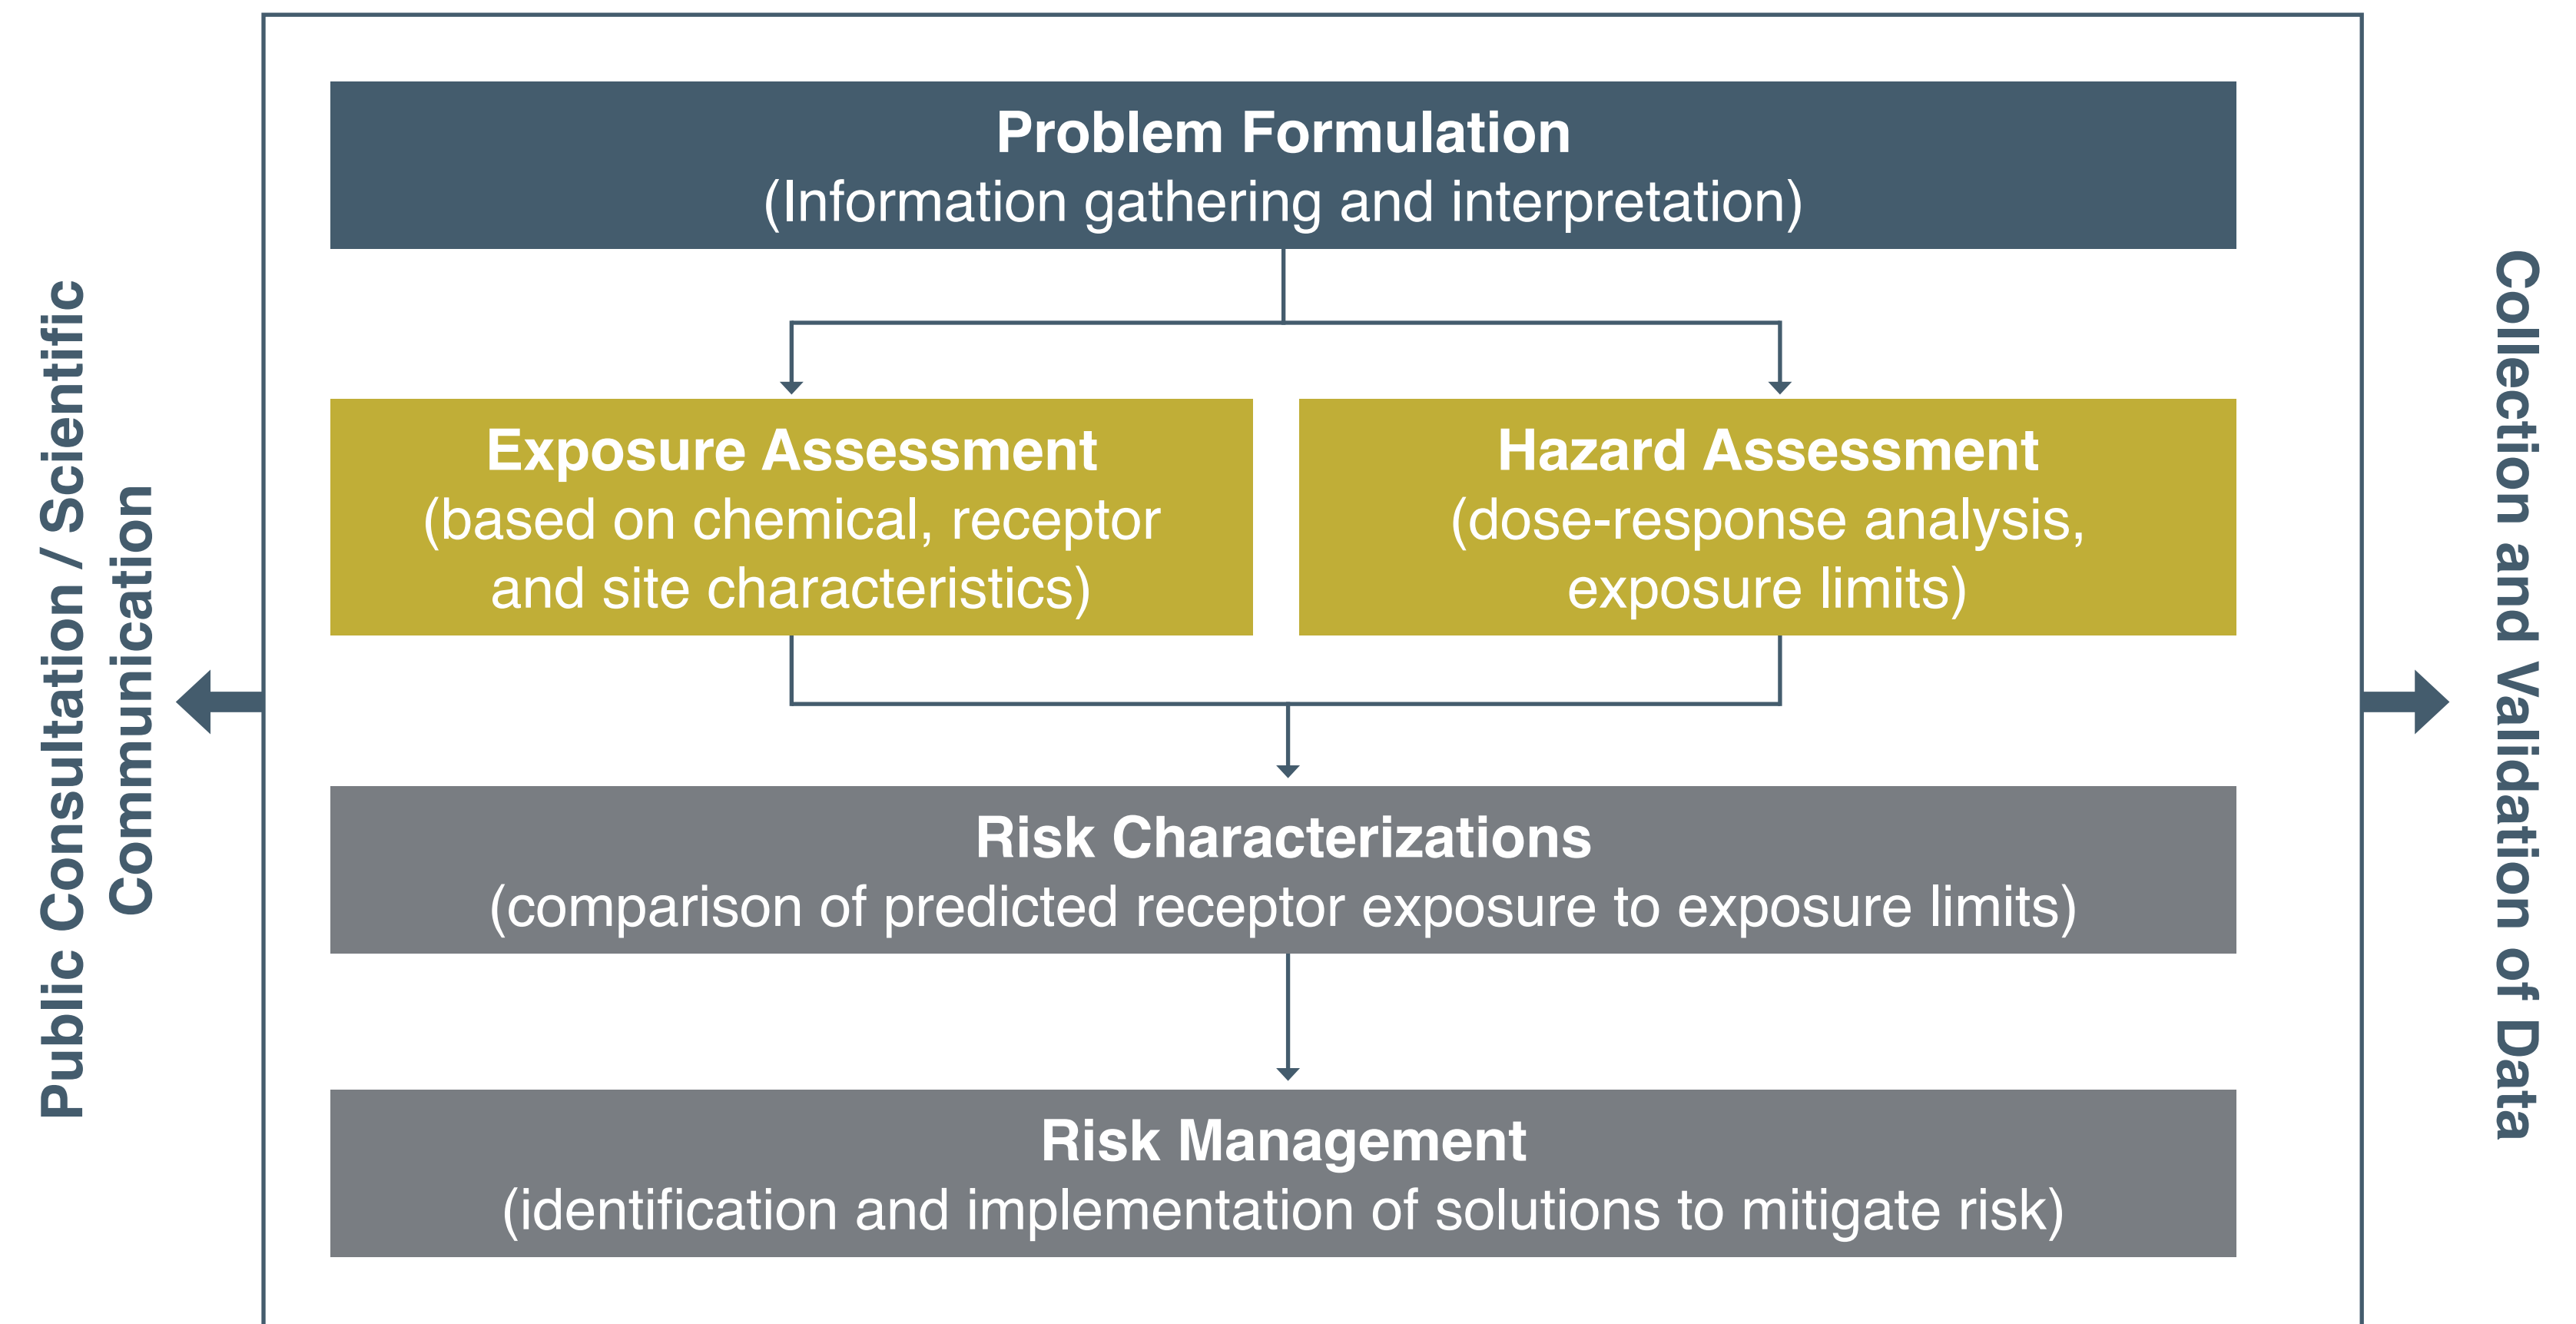 Problem Formulation
(Information gathering and interpretation)
Exposure Assessment
(based on chemical, receptor
and site characteristics)
Hazard Assessment
(dose-response analysis,
exposure limits)
Risk Characterizations
(comparison of predicted receptor exposure to exposure limits)
Risk Management
(identification and implementation of solutions to mitigate risk)
Public Consultation / Scientific
Communication
Collection and Validation of Data